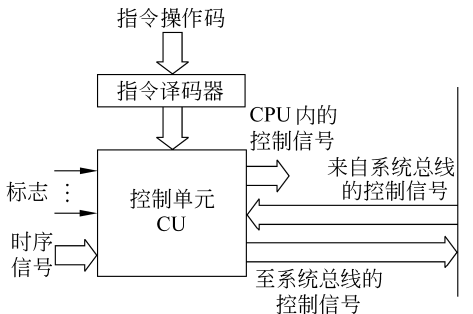 指令操作码
指令译码器
CPU 内的
控制信号
来自系统总线
的控制信号
标志
控制单元
CU
时序
信号
至系统总线的
控制信号